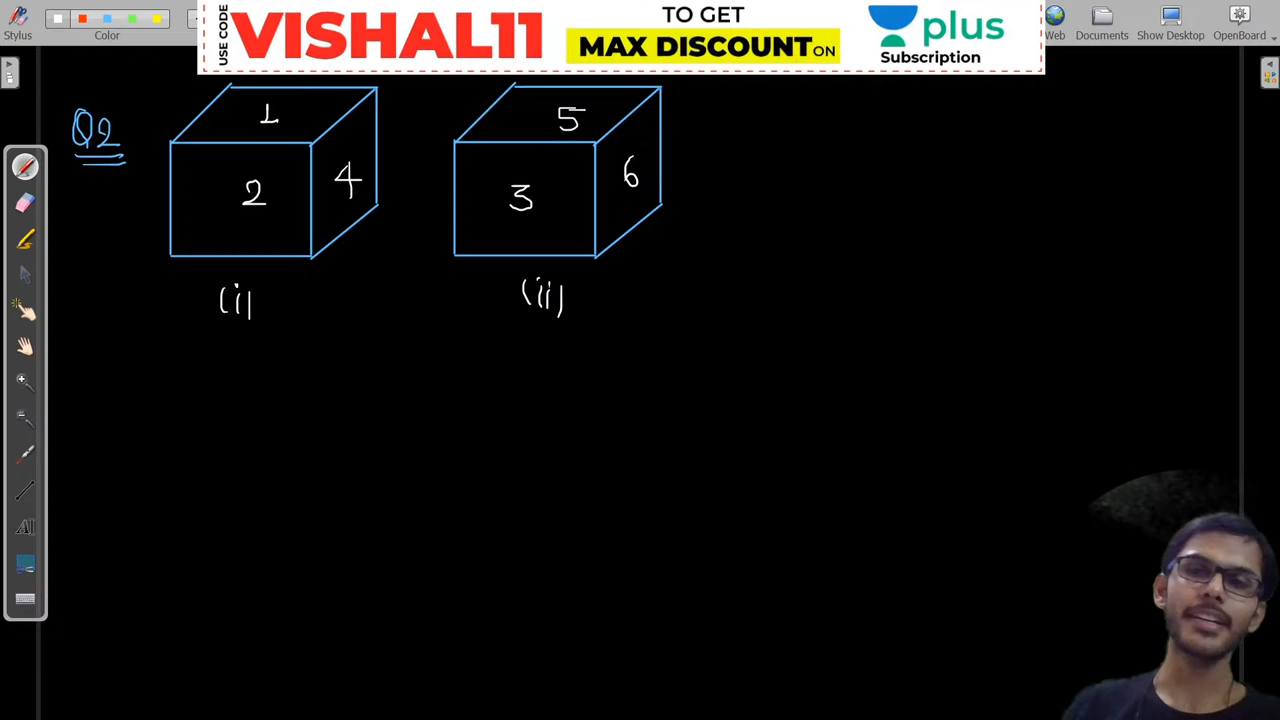 Stylus
Color
USE CODE
VISHAL11
TO GET
MAX DISCOUNT ON
plus
Subscription
Web
Documents
Show Desktop
OpenBoard
Q2
1
2
4
(i)
5
3
6
(ii)
AI